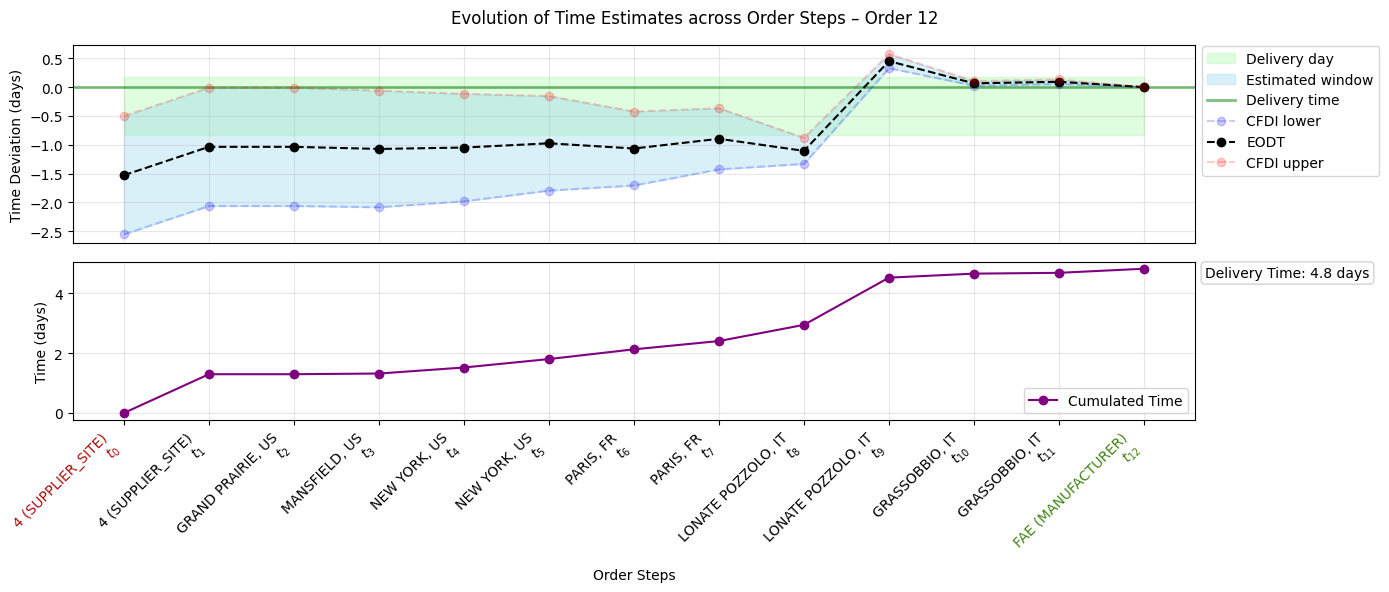 Evolution of Time Estimates across Order Steps – Order 12
Time Deviation (days)
0.5
0.0
−0.5
−1.0
−1.5
−2.0
−2.5
Delivery day
Estimated window
Delivery time
CFDI lower
EODT
CFDI upper
Time (days)
4
2
0
Cumulated Time
Delivery Time: 4.8 days
4 (SUPPLIER_SITE)
t0
4 (SUPPLIER_SITE)
t1
GRAND PRAIRIE, US
t2
MANSFIELD, US
t3
NEW YORK, US
t4
NEW YORK, US
t5
PARIS, FR
t6
PARIS, FR
t7
LONATE POZZOLO, IT
t8
LONATE POZZOLO, IT
t9
GRASSOBBIO, IT
t10
GRASSOBBIO, IT
t11
FAE (MANUFACTURER)
t12
Order Steps